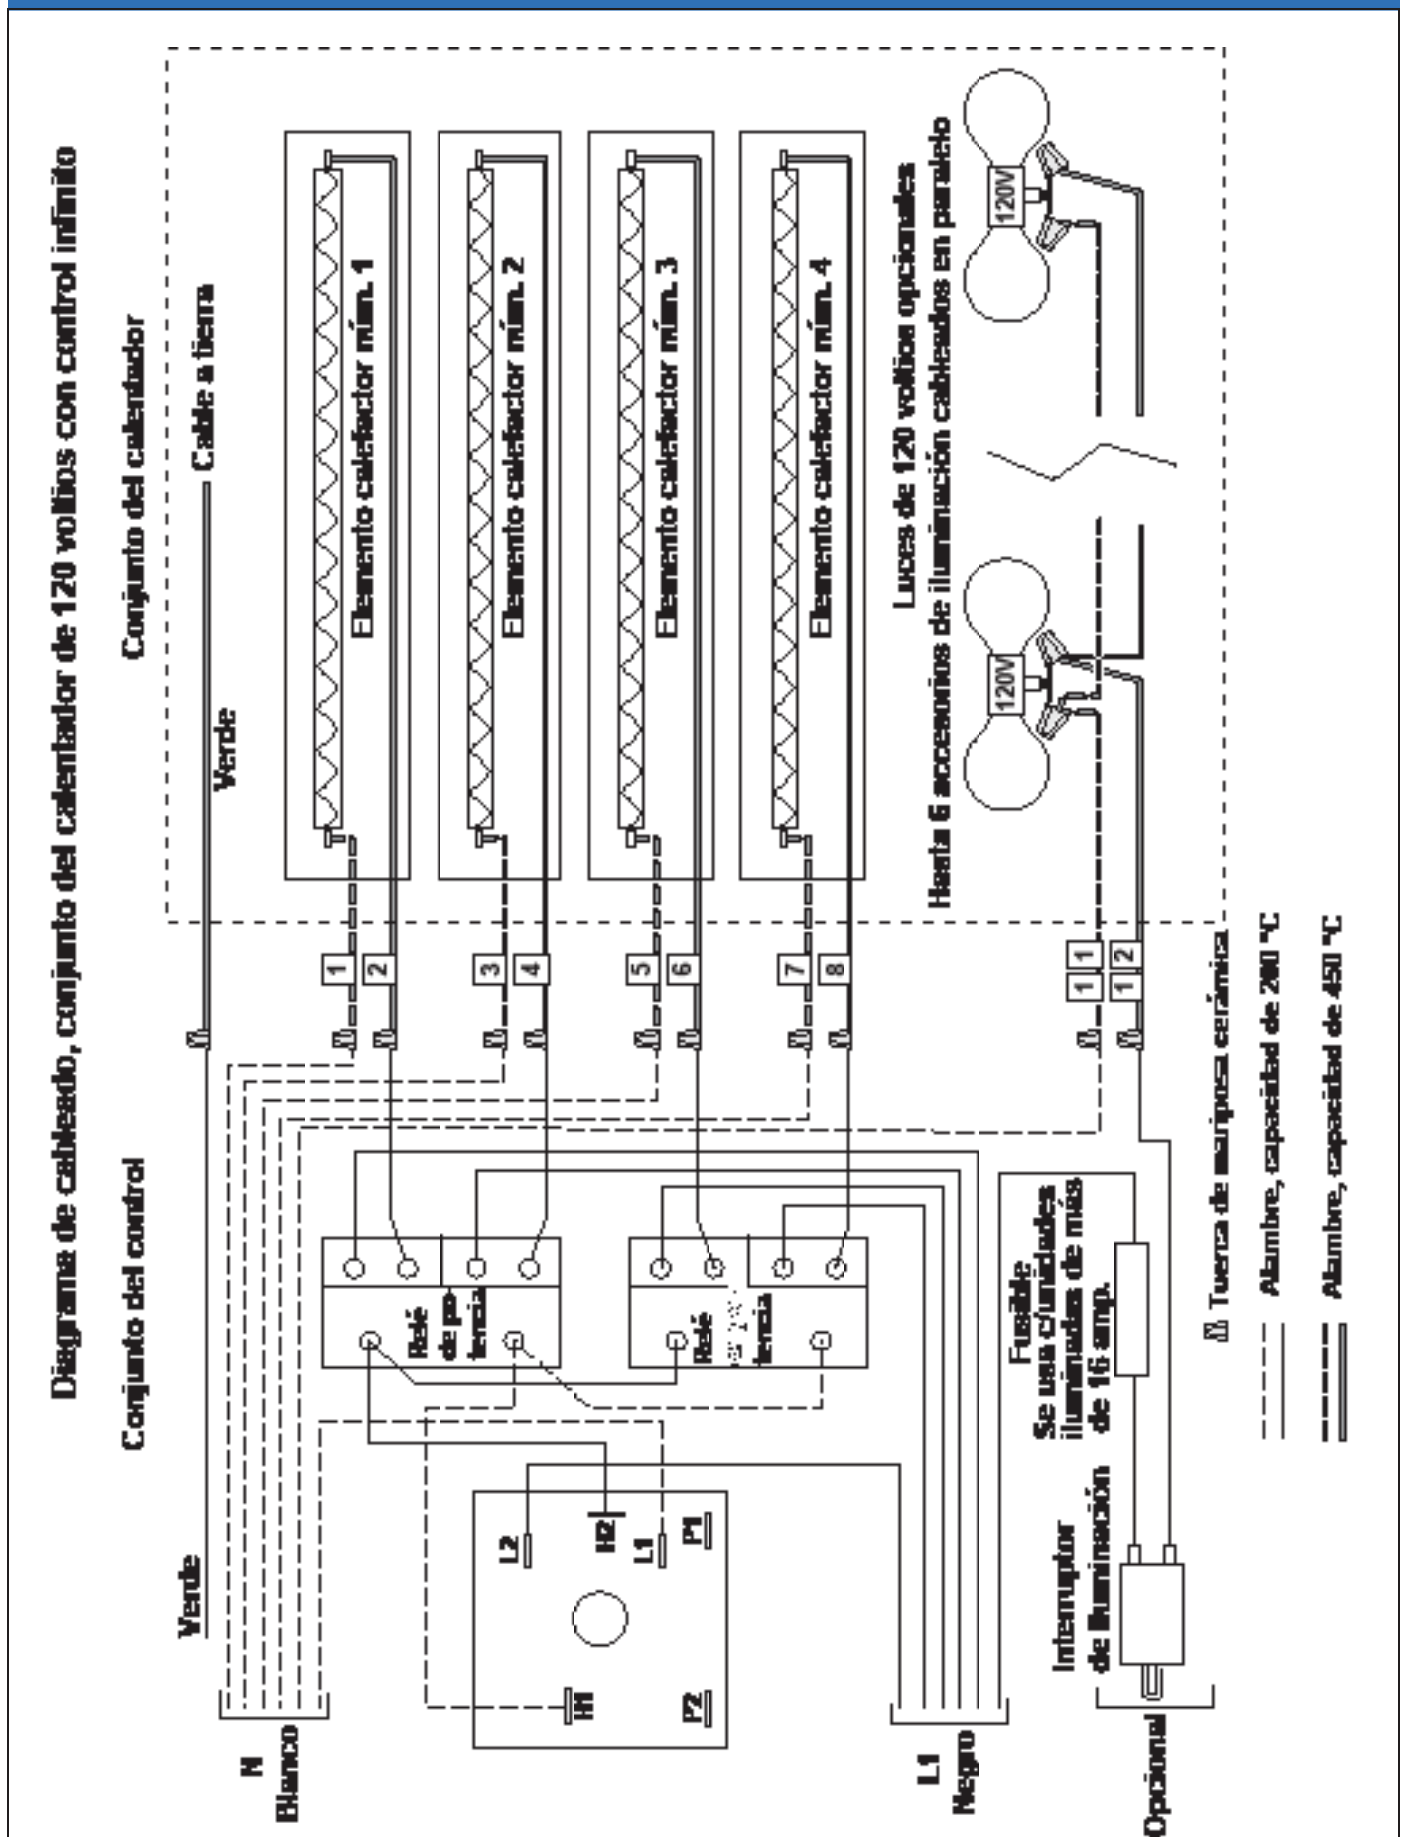 Diagrama de cableado, conjunto del calentador de 120 voltios con control infinito
Conjunto del control
Conjunto del calentador
Verde
Verde
Cable a tierra
N
Blanco
1
2
Elemento calefactor núm. 1
3
4
Elemento calefactor núm. 2
5
6
Elemento calefactor núm. 3
7
8
Elemento calefactor núm. 4
Relé
de po
tencia
Relé
tencia
L2
H2
L1
P1
H1
P2
L1
Negro
Luces de 120 voltios opcionales
Hasta 6 accesorios de iluminación cableados en paralelo
120V
120V
1 1
1 2
Fusible
Se usa c/unidades
iluminadas de más
de 16 amp.
Interruptor
de iluminación
Opcional
Tuerca de mariposa cerámica
Alambre, capacidad de 200 °C
Alambre, capacidad de 450 °C